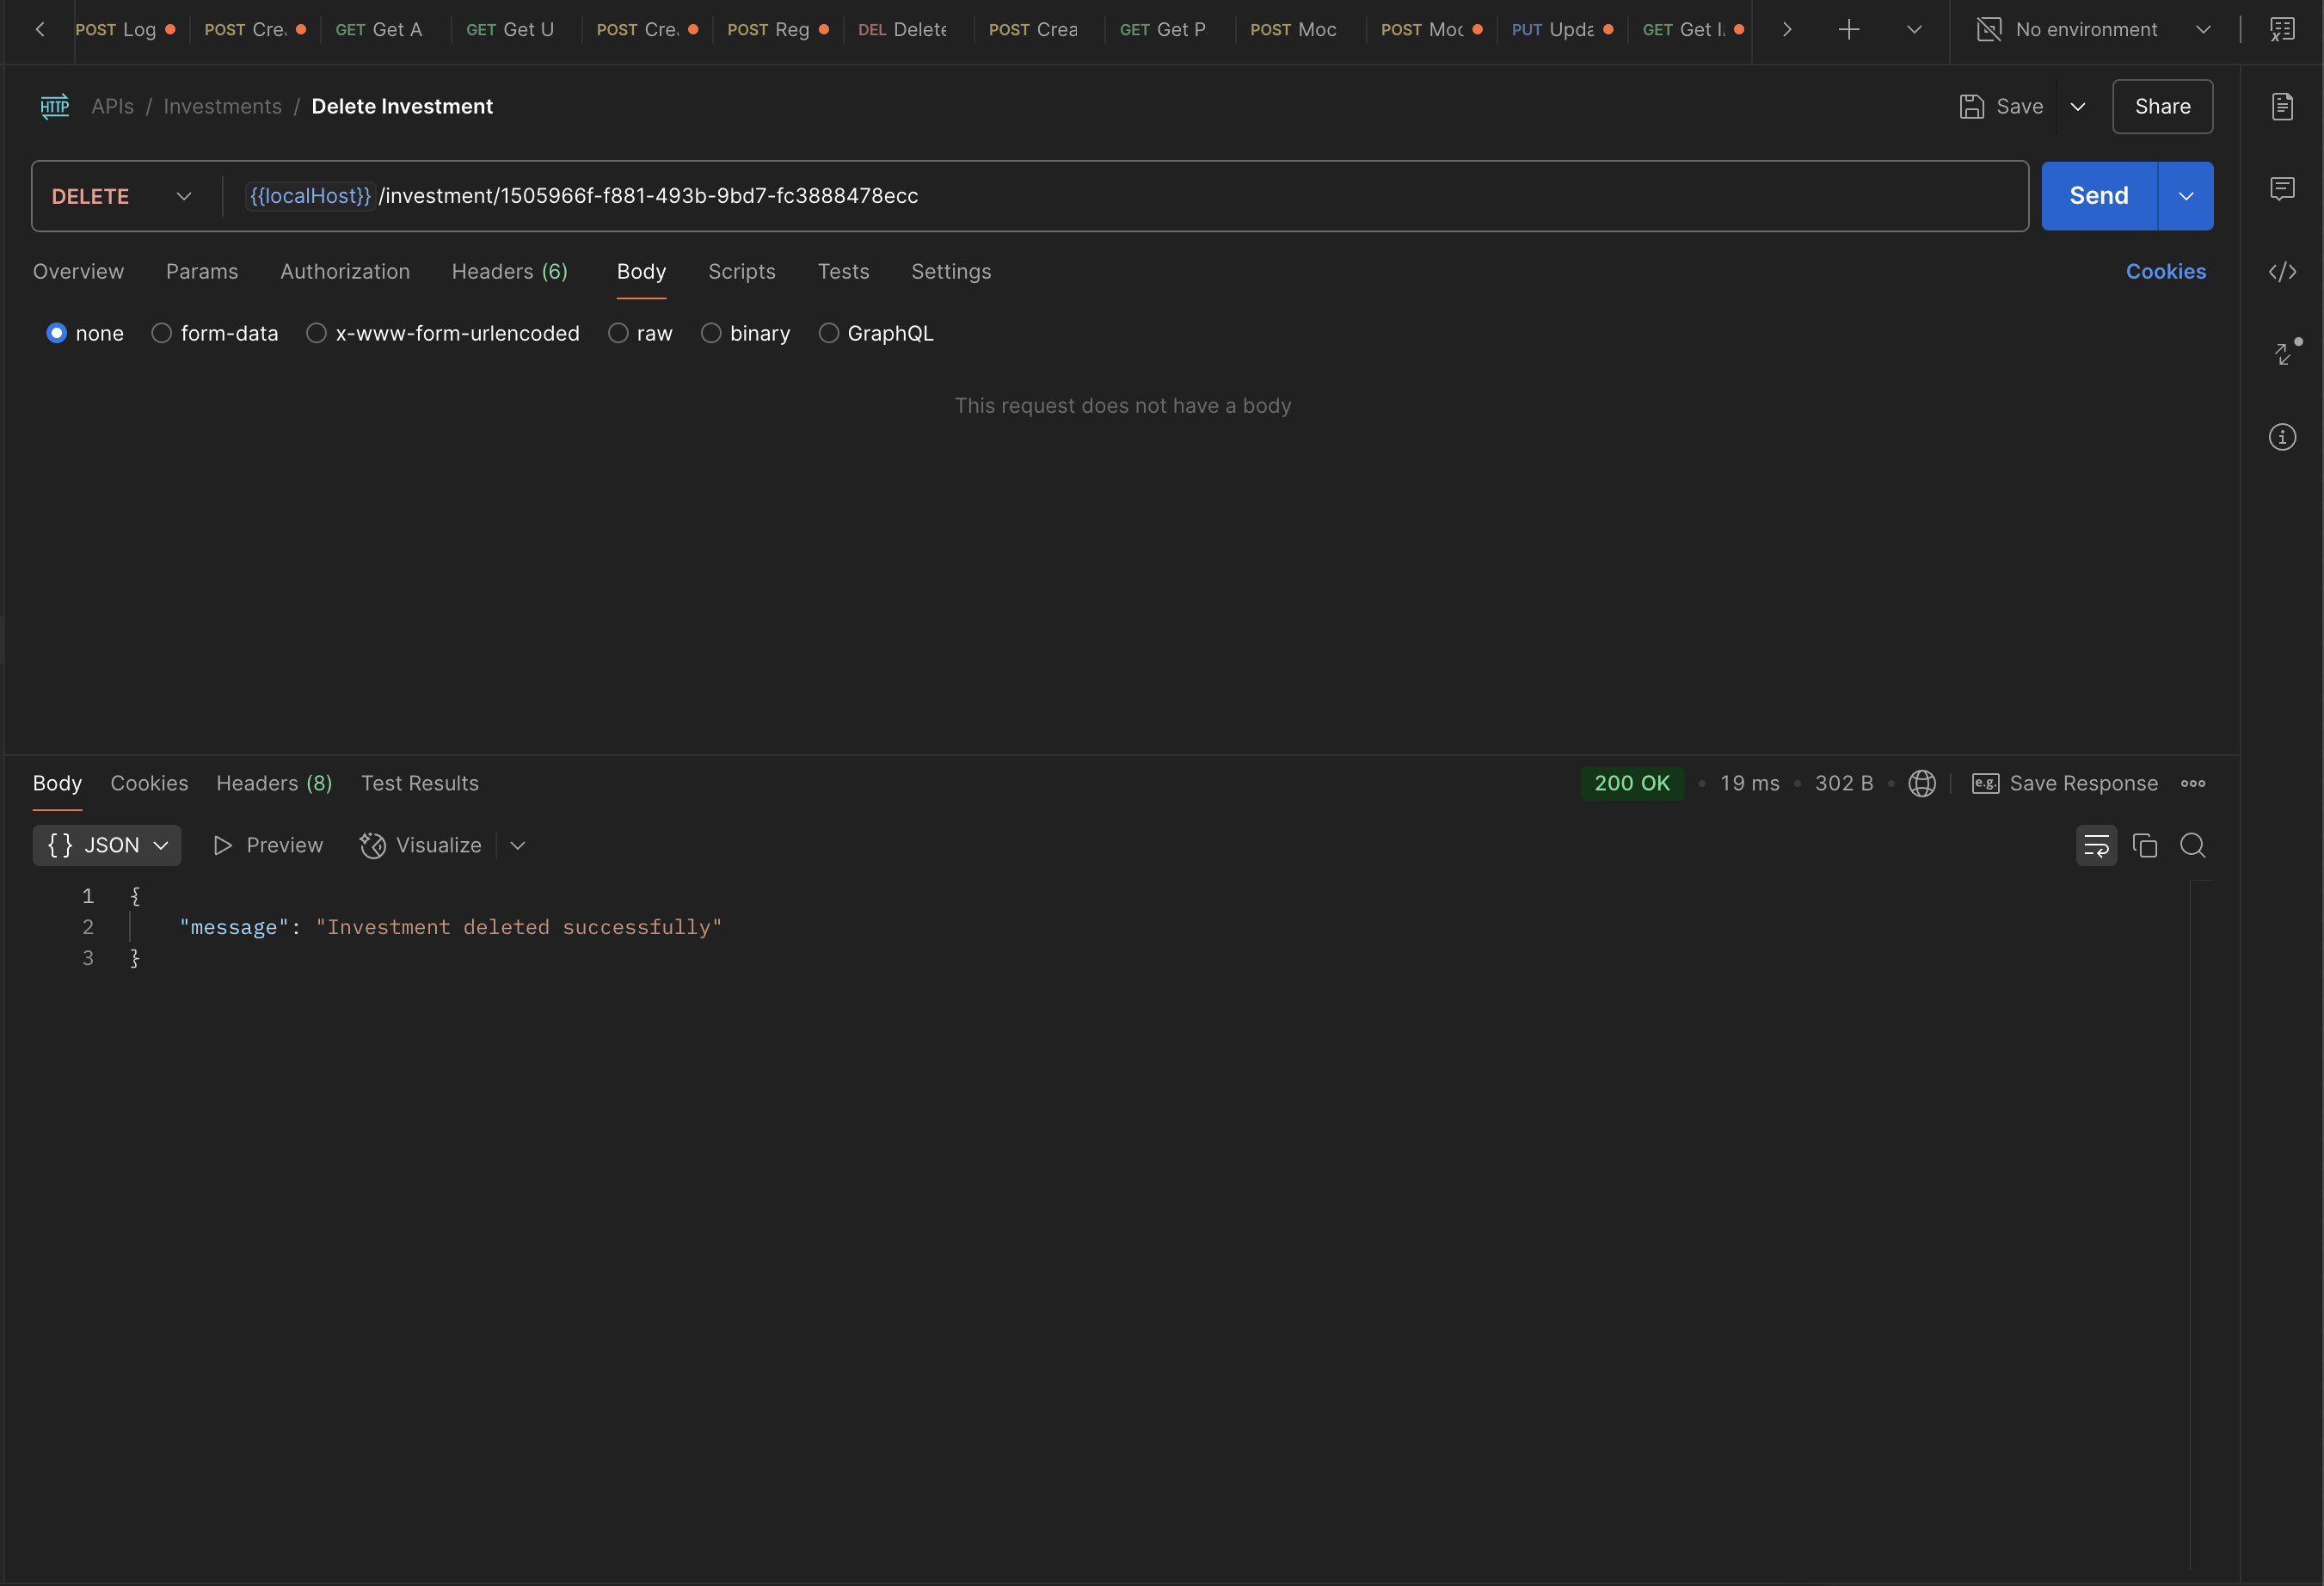 POST Log POST Cre GET Get A GET Get U POST Cre POST Reg DEL Delete POST Crea GET Get P POST Moc POST Moc PUT Upda GET Get I No environment
HTTP APIs / Investments / Delete Investment Save Share
DELETE {{localHost}}/investment/1505966f-f881-493b-9bd7-fc3888478ecc Send
Overview Params Authorization Headers (6) Body Scripts Tests Settings Cookies
none form-data x-www-form-urlencoded raw binary GraphQL
This request does not have a body
Body Cookies Headers (8) Test Results 200 OK • 19 ms • 302 B • e.g. Save Response
{} JSON Preview Visualize
1 {
2 "message": "Investment deleted successfully"
3 }